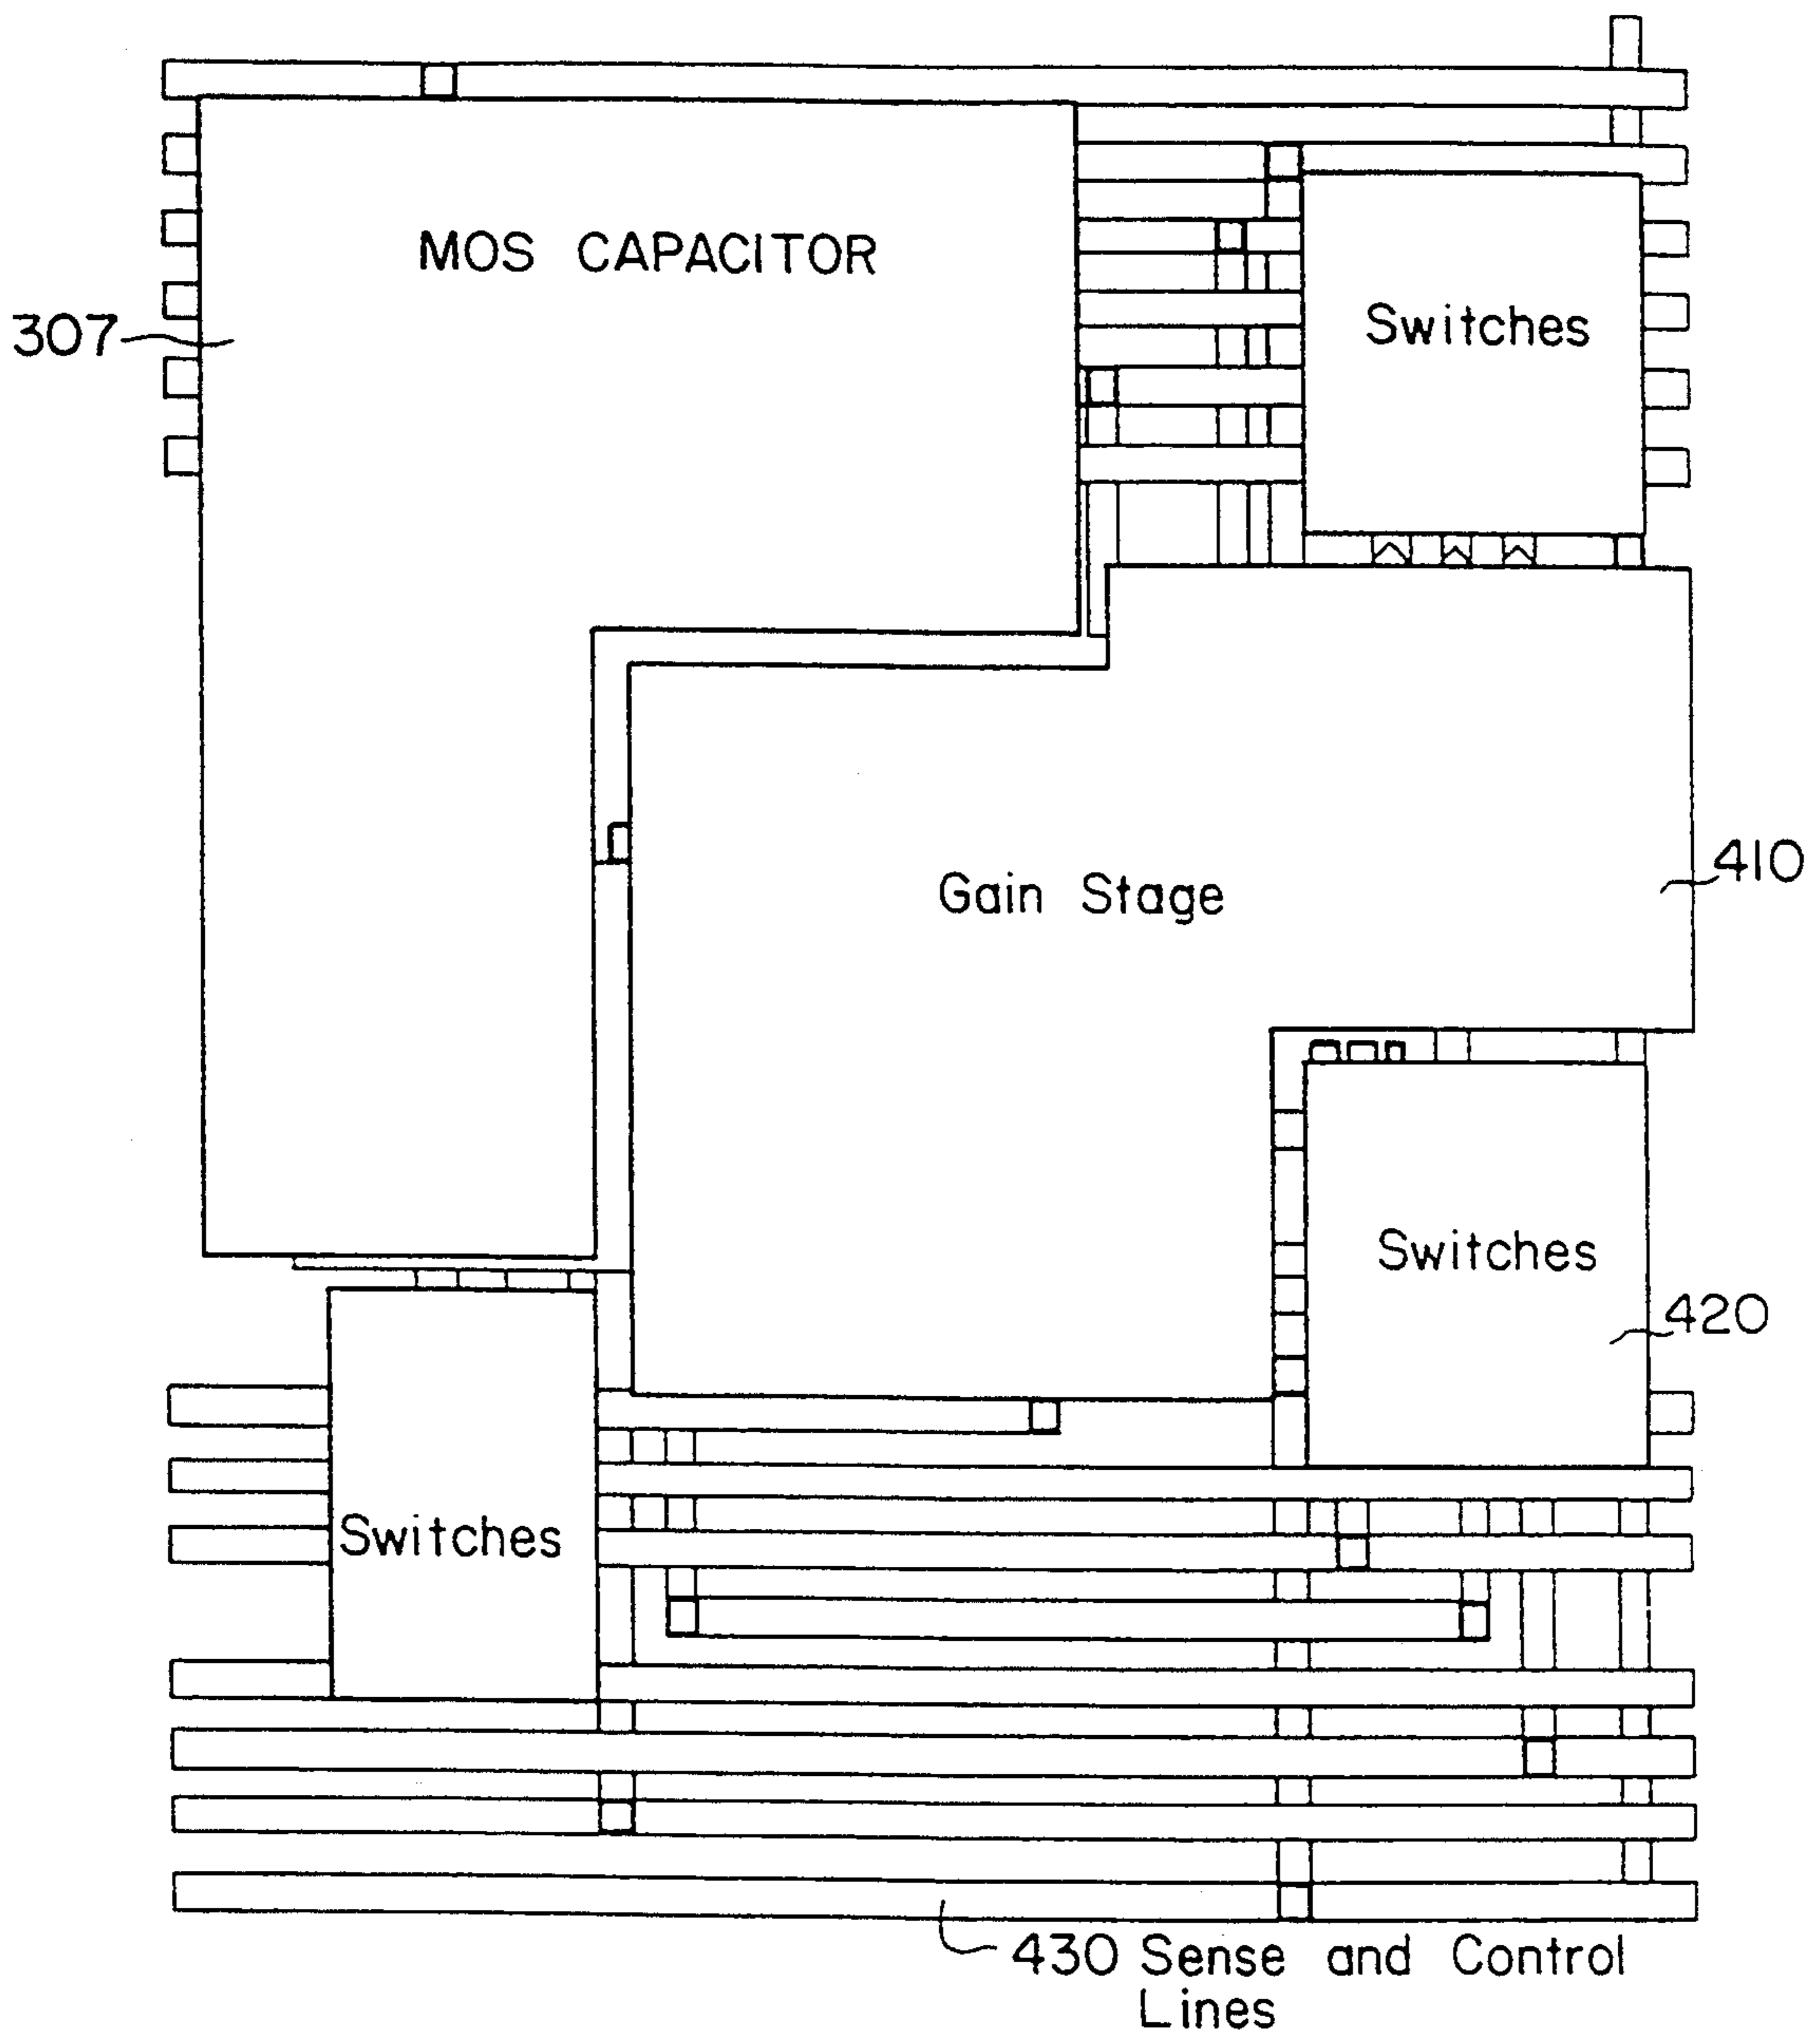 MOS CAPACITOR
Switches
307
410
Gain Stage
Switches
420
Switches
430 Sense and Control
Lines